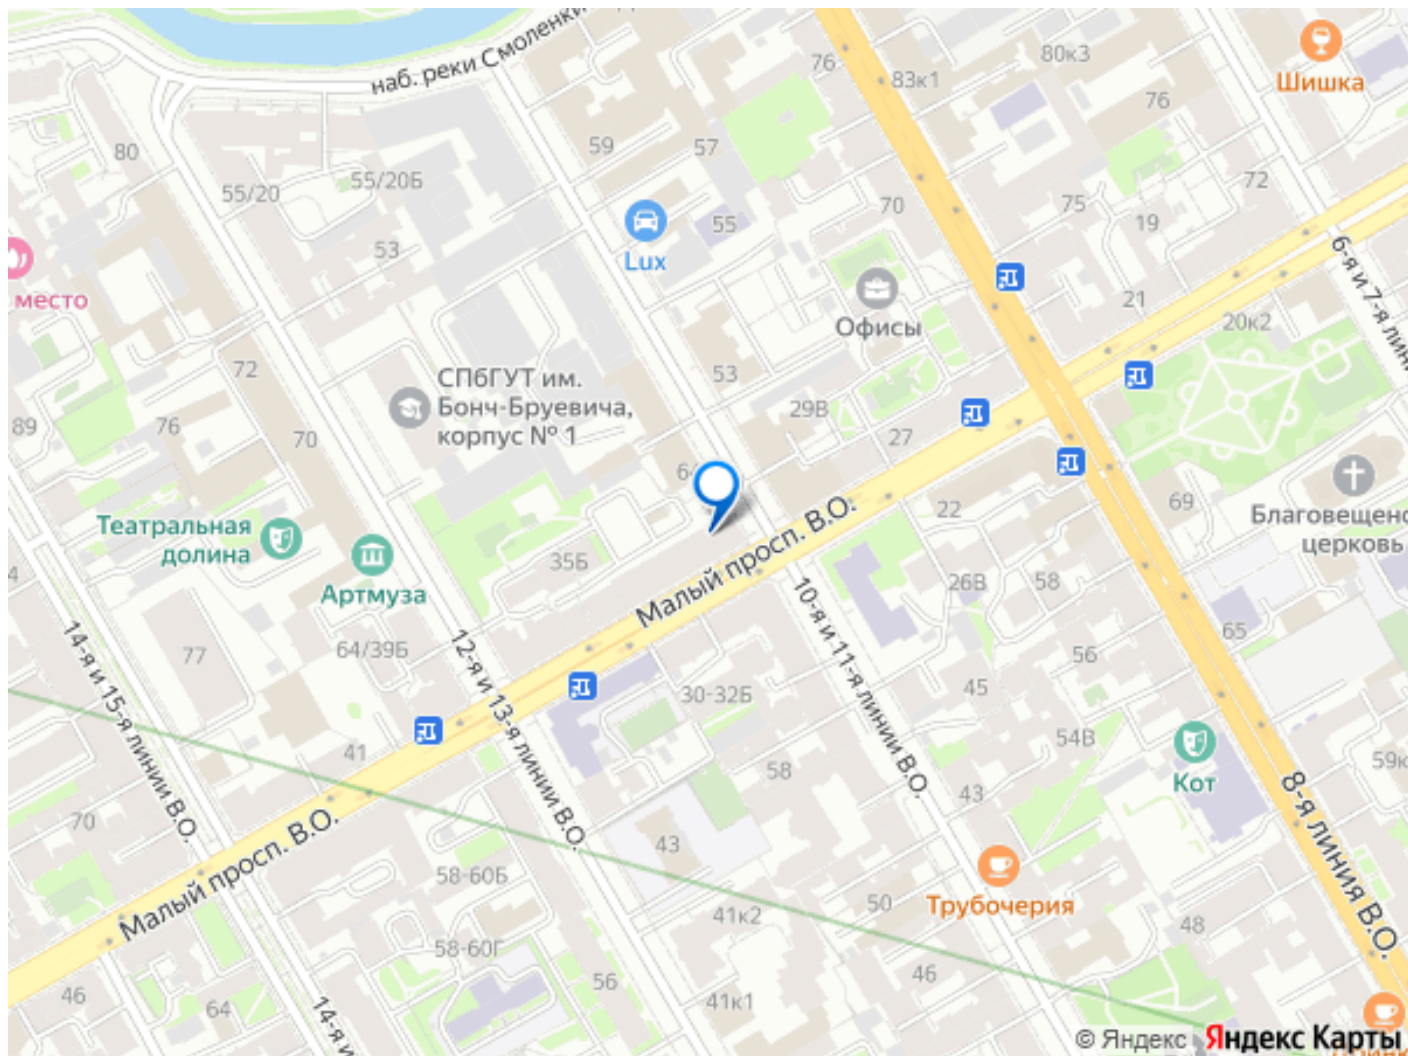 наб. реки Смоленки
76
80к3
Шишка
83к1
76
80
59
57
55/20
55/20Б
70
75
72
19
55
53
Lux
место
Офисы
21
20к2
6-я и 7-я
72
СПбГУТ им.
Бонч-Бруевича,
корпус № 1
53
29В
89
76
70
27
22
69
Благовещенс
церковь
Театральная
долина
Артмуза
35Б
Малый просп. В.О.
10-я и 11-я линии В.О.
26В
58
65
56
14-я и 15-я линии В.О.
77
64/39Б
12-я и 13-я линии В.О.
30-32Б
45
54В
Кот
59к
41
58
43
8-я линия В.О.
70
Малый просп. В.О.
43
58-60Б
Трубочерия
50
41к2
48
58-60Г
56
46
46
64
41к1
14-я и
© Яндекс Яндекс Карты